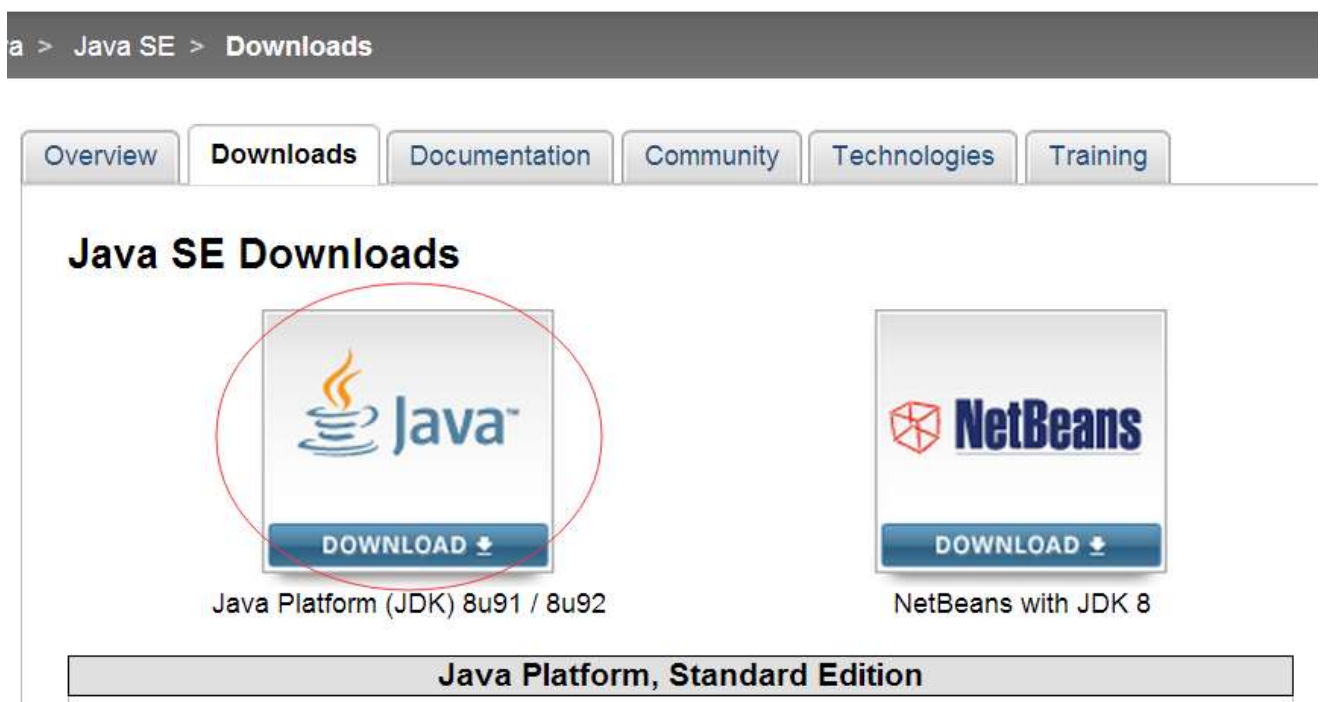 a > Java SE > Downloads
Overview Downloads Documentation Community Technologies Training
Java SE Downloads
Java™
NetBeans
DOWNLOAD
DOWNLOAD
Java Platform (JDK) 8u91 / 8u92
NetBeans with JDK 8
Java Platform, Standard Edition